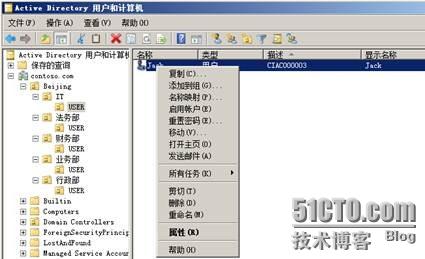 Active Directory 用户和计算机
文件(F) 操作(A) 查看(V) 帮助(H)
Active Directory 用户和计算机
保存的查询
contoso.com
Beijing
IT
USER
法务部
USER
财务部
USER
业务部
USER
行政部
USER
Builtin
Computers
Domain Controllers
ForeignSecurityPrincip
LostAndFound
Managed Service Accoun
名称 类型 描述 显示名称
Jack 用户 CIAC000003 Jack
复制(C)...
添加到组(G)...
名称映射(P)...
启用帐户(E)
重置密码(E)...
移动(V)...
打开主页(O)
发送邮件(A)
所有任务(K)
剪切(T)
删除(D)
重命名(M)
属性(R)
帮助(H)
51CTO.com
技术博客 Blog